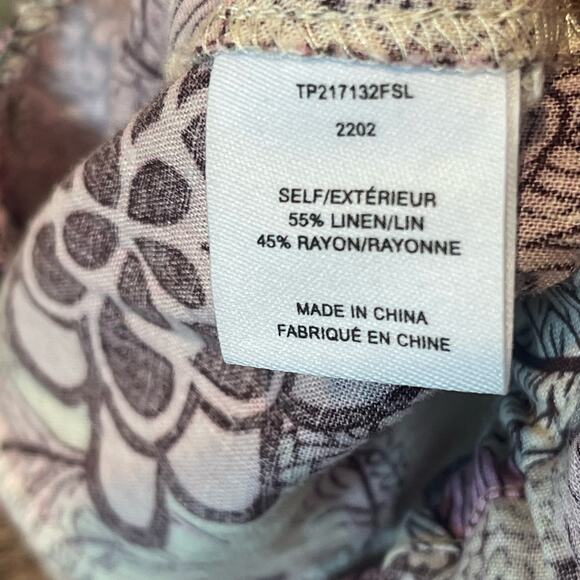 TP217132FSL
2202
SELF/EXTÉRIEUR
55% LINEN/LIN
45% RAYON/RAYONNE
MADE IN CHINA
FABRIQUÉ EN CHINE